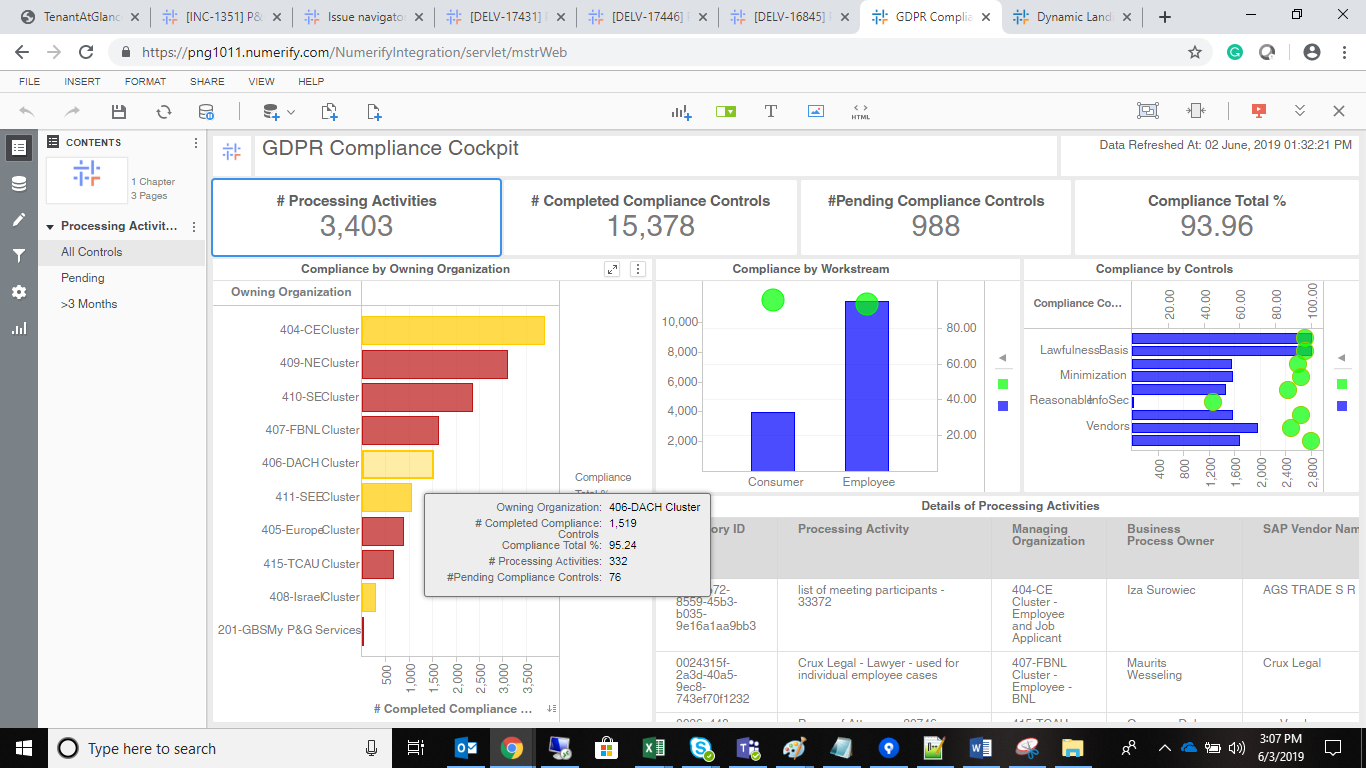 TenantAtGlanc
[INC-1351] P&
Issue navigato
[DELV-17431]
[DELV-17446]
[DELV-16845]
GDPR Complia
Dynamic Land
https://png1011.numerify.com/NumerifyIntegration/servlet/mstrWeb
FILE INSERT FORMAT SHARE VIEW HELP
HTML
CONTENTS
1 Chapter
3 Pages
Processing Activit...
All Controls
Pending
>3 Months
GDPR Compliance Cockpit
Data Refreshed At: 02 June, 2019 01:32:21 PM
# Processing Activities
3,403
# Completed Compliance Controls
15,378
#Pending Compliance Controls
988
Compliance Total %
93.96
Compliance by Owning Organization
Owning Organization
404-CECluster
409-NECluster
410-SECluster
407-FBNL Cluster
406-DACH Cluster
411-SEECluster
405-EuropeCluster
415-TCAU Cluster
408-IsraelCluster
201-GBSMy P&G Services
500
1,000
1,500
2,000
2,500
3,000
3,500
# Completed Compliance ...
Compliance
Owning Organization: 406-DACH Cluster
# Completed Compliance: 1,519
Controls
Compliance Total %: 95.24
# Processing Activities: 332
#Pending Compliance Controls: 76
Compliance by Workstream
10,000
8,000
6,000
4,000
2,000
80.00
60.00
40.00
20.00
Consumer
Employee
Compliance by Controls
Compliance Co...
20.00
40.00
60.00
80.00
100.00
LawfulnessBasis
Minimization
ReasonableInfoSec
Vendors
400
800
1,200
1,600
2,000
2,400
2,800
Details of Processing Activities
ory ID
Processing Activity
Managing
Organization
Business
Process Owner
SAP Vendor Nam
672-
8559-45b3-
b035-
9e16a1aa9bb3
list of meeting participants -
33372
404-CE
Cluster -
Employee
and Job
Applicant
Iza Surowiec
AGS TRADE S R
0024315f-
2a3d-40a5-
9ec8-
743ef70f1232
Crux Legal - Lawyer - used for
individual employee cases
407-FBNL
Cluster -
Employee -
BNL
Maurits
Wesseling
Crux Legal
Type here to search
3:07 PM
6/3/2019